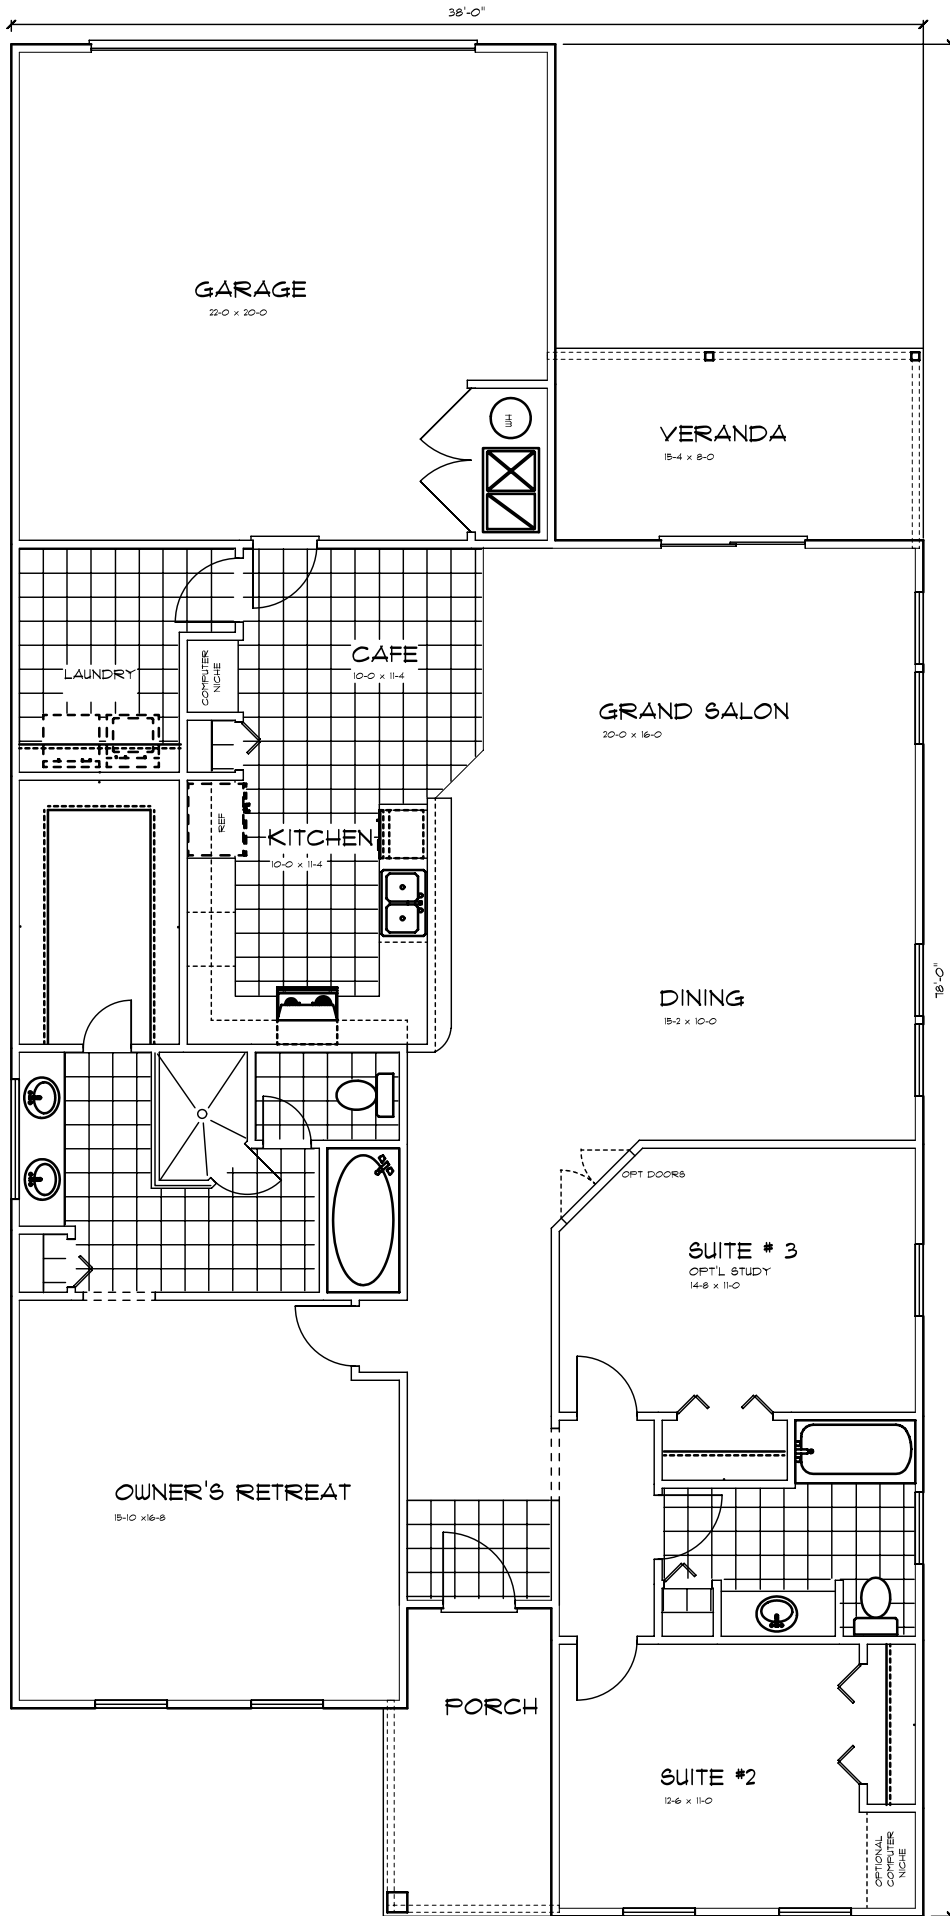 38'-0"
GARAGE
22-0 x 20-0
HW
VERANDA
15-4 x 8-0
LAUNDRY
COMPUTER
NICHE
CAFE
10-0 x 11-4
GRAND SALON
20-0 x 16-0
REF
KITCHEN
10-0 x 11-4
DINING
15-2 x 10-0
78'-0"
OPT DOORS
SUITE # 3
OPT'L STUDY
14-8 x 11-0
OWNER'S RETREAT
15-10 x16-8
PORCH
SUITE #2
12-6 x 11-0
OPTIONAL
COMPUTER
NICHE